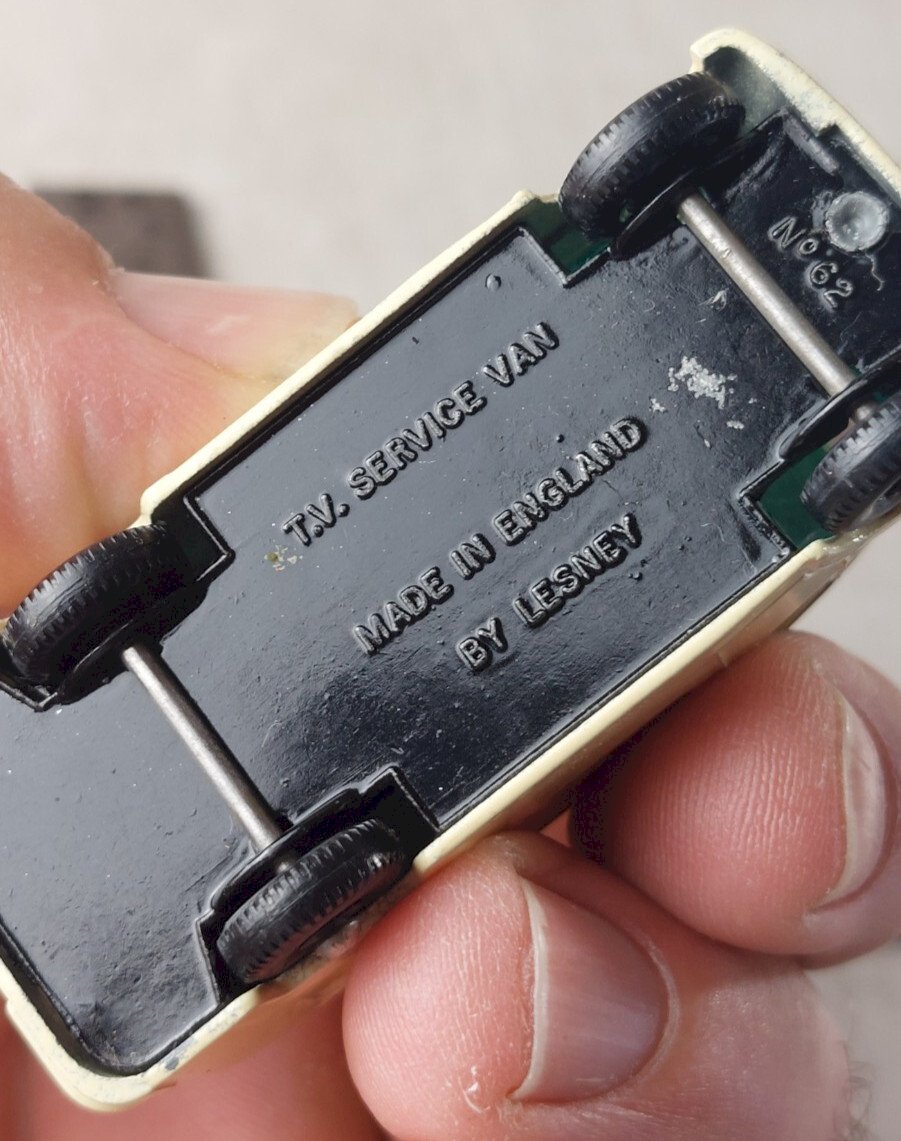 Nº 62
T.V. SERVICE VAN
MADE IN ENGLAND
BY LESNEY